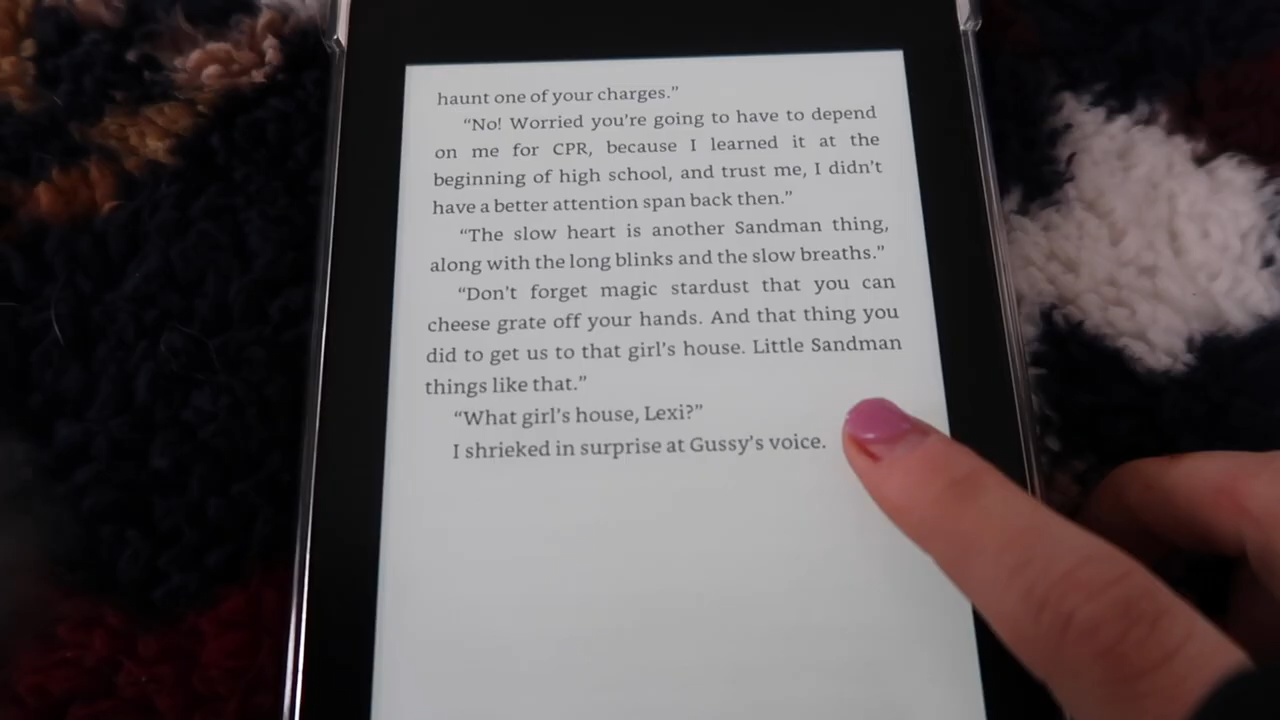 haunt one of your charges.”
“No! Worried you’re going to have to depend
on me for CPR, because I learned it at the
beginning of high school, and trust me, I didn’t
have a better attention span back then.”
“The slow heart is another Sandman thing,
along with the long blinks and the slow breaths.”
“Don’t forget magic stardust that you can
cheese grate off your hands. And that thing you
did to get us to that girl’s house. Little Sandman
things like that.”
“What girl’s house, Lexi?”
I shrieked in surprise at Gussy’s voice.